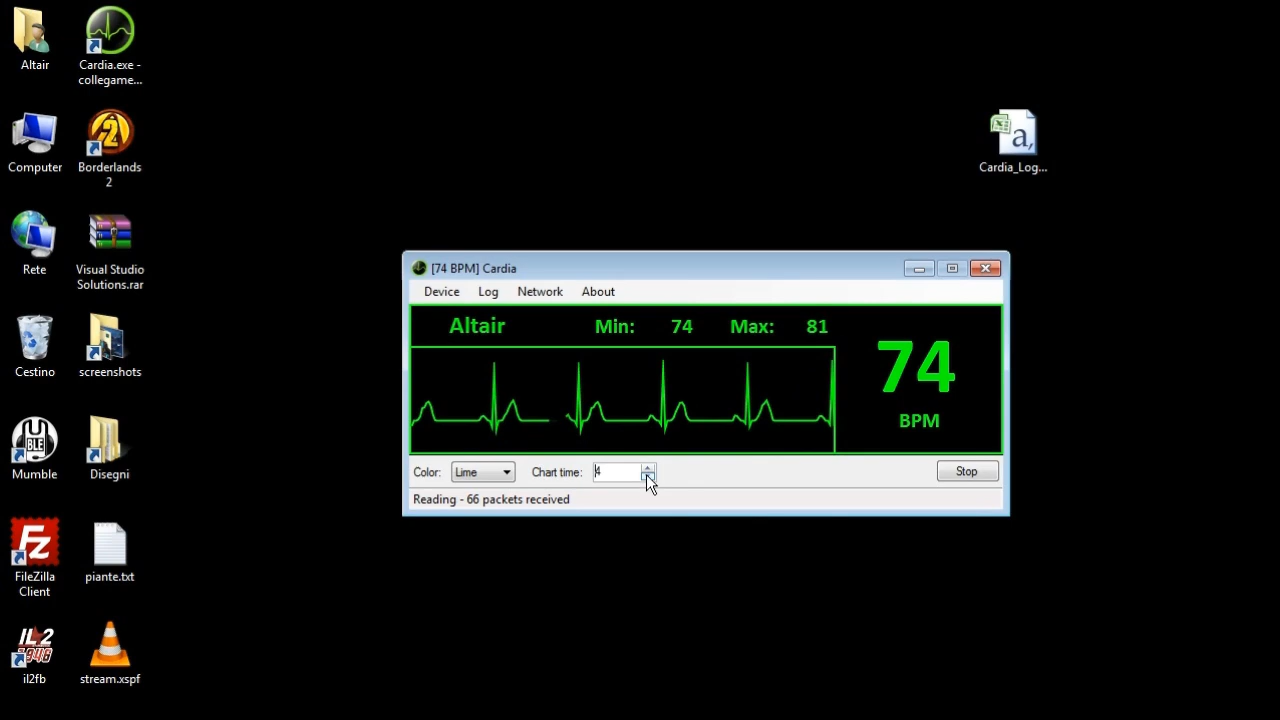 Altair
Cardia.exe -
collegame...
Computer
Borderlands
2
Cardia_Log...
Rete
Visual Studio
Solutions.rar
Cestino
screenshots
Mumble
Disegni
FileZilla
Client
piante.txt
il2fb
stream.xspf
[74 BPM] Cardia
Device Log Network About
Altair Min: 74 Max: 81
74
BPM
Color: Lime Chart time: 4 Stop
Reading - 66 packets received